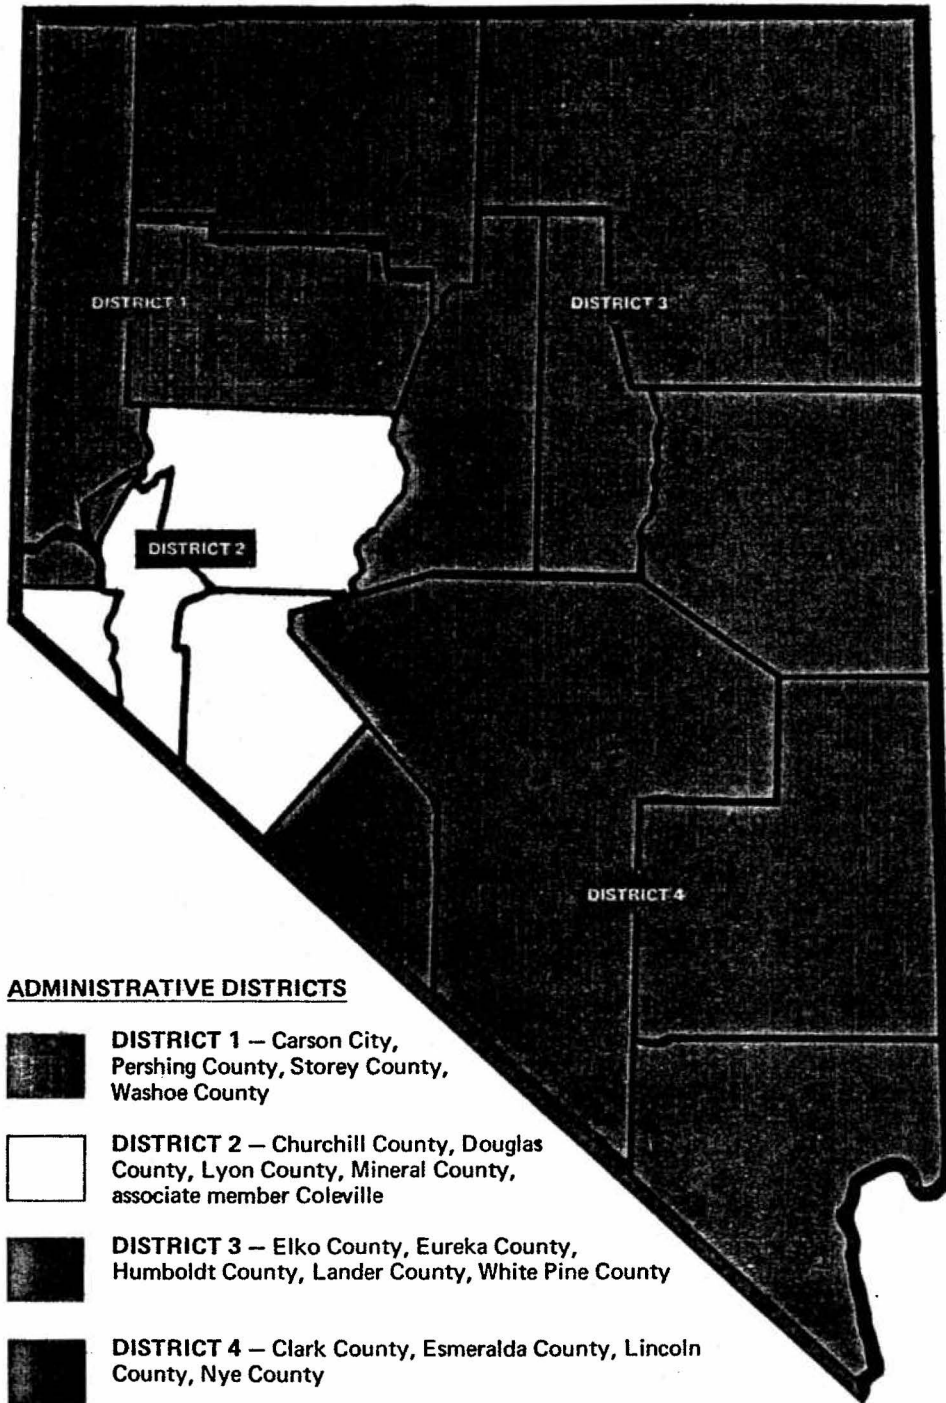 DISTRICT 1
DISTRICT 3
DISTRICT 2
DISTRICT 4
ADMINISTRATIVE DISTRICTS
DISTRICT 1 – Carson City,
Pershing County, Storey County,
Washoe County
DISTRICT 2 – Churchill County, Douglas
County, Lyon County, Mineral County,
associate member Coleville
DISTRICT 3 – Elko County, Eureka County,
Humboldt County, Lander County, White Pine County
DISTRICT 4 – Clark County, Esmeralda County, Lincoln
County, Nye County